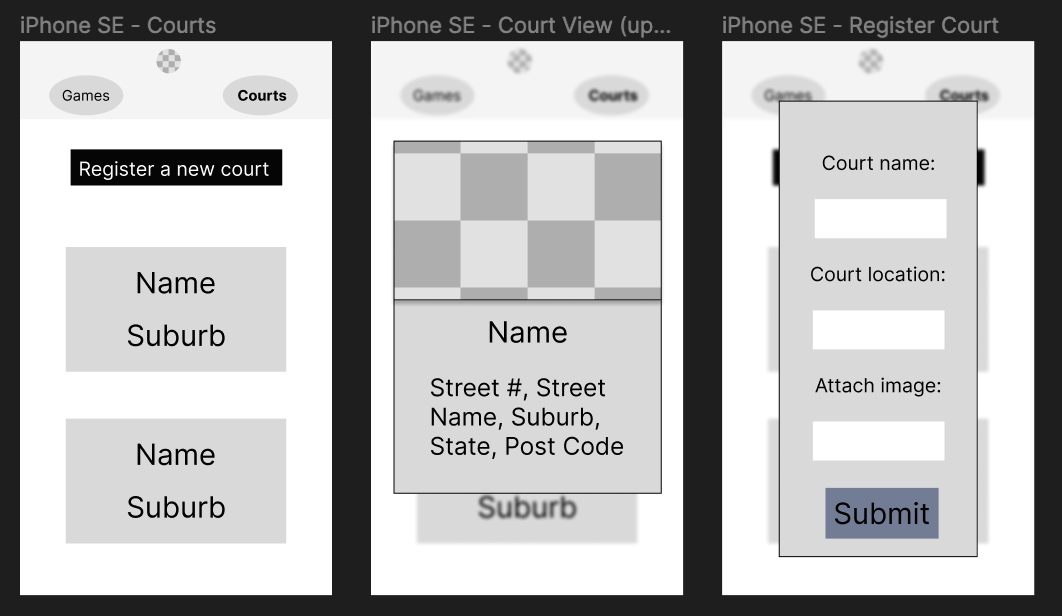 iPhone SE - Courts
Games
Courts
Register a new court
Name
Suburb
Name
Suburb
iPhone SE - Court View (up...
Games
Courts
Name
Street #, Street
Name, Suburb,
State, Post Code
Suburb
iPhone SE - Register Court
Games
Courts
Court name:
Court location:
Attach image:
Submit